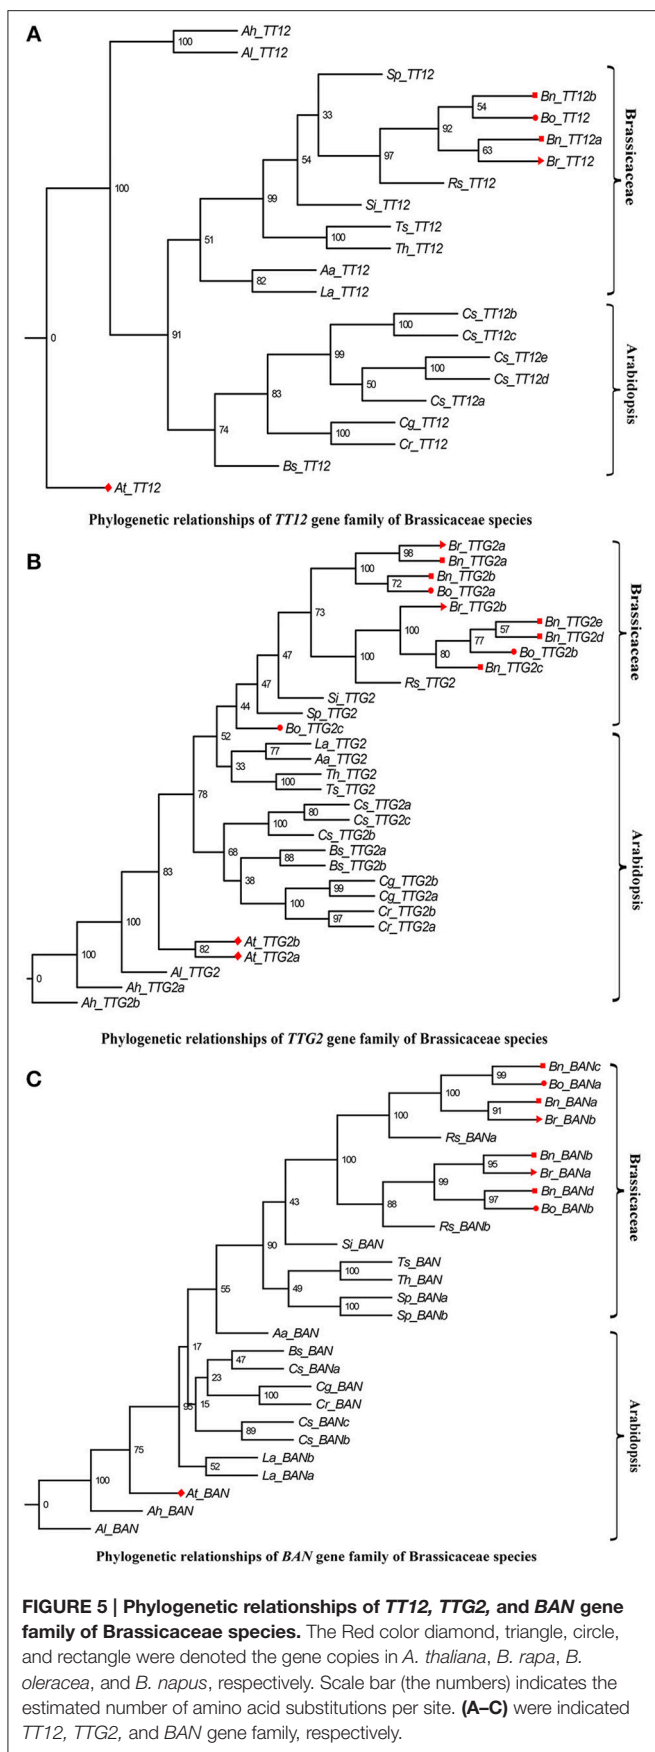 A
Ah_TT12
100
Al_TT12
Sp_TT12
33
Bn_TT12b
54
Bo_TT12
92
Bn_TT12a
63
Br_TT12
97
Rs_TT12
54
Si_TT12
99
Ts_TT12
100
Th_TT12
51
Aa_TT12
82
La_TT12
100
91
0
Cs_TT12b
100
Cs_TT12c
99
Cs_TT12e
100
Cs_TT12d
50
Cs_TT12a
83
Cg_TT12
100
Cr_TT12
74
Bs_TT12
At_TT12
Brassicaceae
Arabidopsis
Phylogenetic relationships of TT12 gene family of Brassicaceae species
B
Br_TTG2a
98
Bn_TTG2a
100
Bn_TTG2b
72
Bo_TTG2a
73
Br_TTG2b
100
Bn_TTG2e
57
Bn_TTG2d
77
Bo_TTG2b
80
Bn_TTG2c
100
Rs_TTG2
47
Si_TTG2
47
Sp_TTG2
44
Bo_TTG2c
52
La_TTG2
77
Aa_TTG2
33
Th_TTG2
100
Ts_TTG2
78
Cs_TTG2a
80
Cs_TTG2c
100
Cs_TTG2b
68
Bs_TTG2a
88
Bs_TTG2b
38
Cg_TTG2b
99
Cg_TTG2a
100
Cr_TTG2b
97
Cr_TTG2a
83
At_TTG2b
82
At_TTG2a
100
Al_TTG2
100
Ah_TTG2a
0
Ah_TTG2b
Brassicaceae
Arabidopsis
Phylogenetic relationships of TTG2 gene family of Brassicaceae species
C
Bn_BANc
99
Bo_BANa
100
Bn_BANa
91
Br_BANb
100
Rs_BANa
100
Bn_BANb
95
Br_BANa
99
Bn_BANd
97
Bo_BANb
88
Rs_BANb
43
Si_BAN
90
Ts_BAN
100
Th_BAN
49
Sp_BANa
100
Sp_BANb
55
Aa_BAN
17
Bs_BAN
47
Cs_BANa
23
Cg_BAN
100
Cr_BAN
15
Cs_BANc
89
Cs_BANb
La_BANb
52
La_BANa
75
At_BAN
100
Ah_BAN
0
Al_BAN
Brassicaceae
Arabidopsis
Phylogenetic relationships of BAN gene family of Brassicaceae species
FIGURE 5 | Phylogenetic relationships of TT12, TTG2, and BAN gene
family of Brassicaceae species. The Red color diamond, triangle, circle,
and rectangle were denoted the gene copies in A. thaliana, B. rapa, B.
oleracea, and B. napus, respectively. Scale bar (the numbers) indicates the
estimated number of amino acid substitutions per site. (A–C) were indicated
TT12, TTG2, and BAN gene family, respectively.